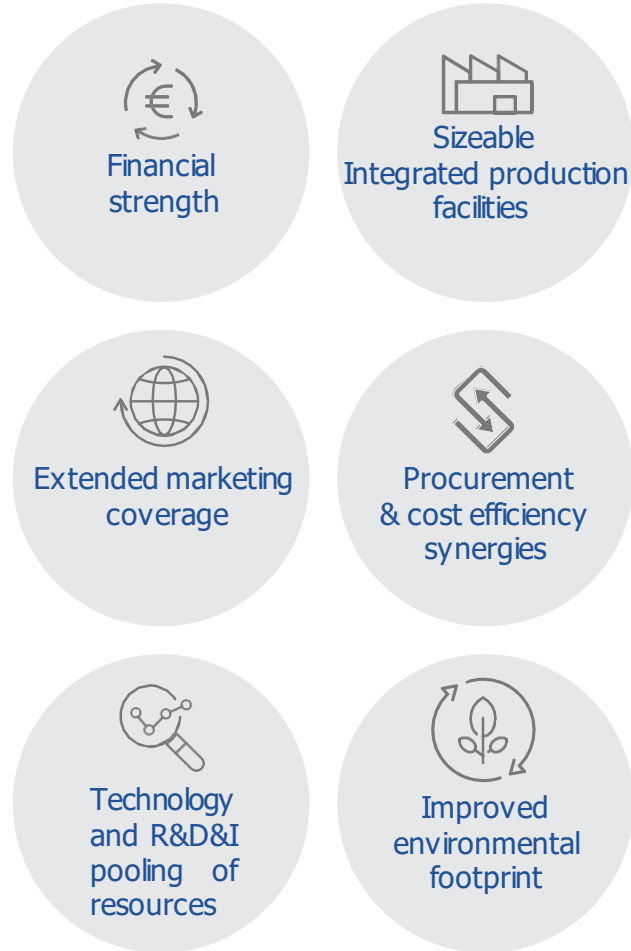 €
Financial
strength
Sizeable
Integrated production
facilities
Extended marketing
coverage
Procurement
& cost efficiency
synergies
Technology
and R&D&I
pooling of
resources
Improved
environmental
footprint